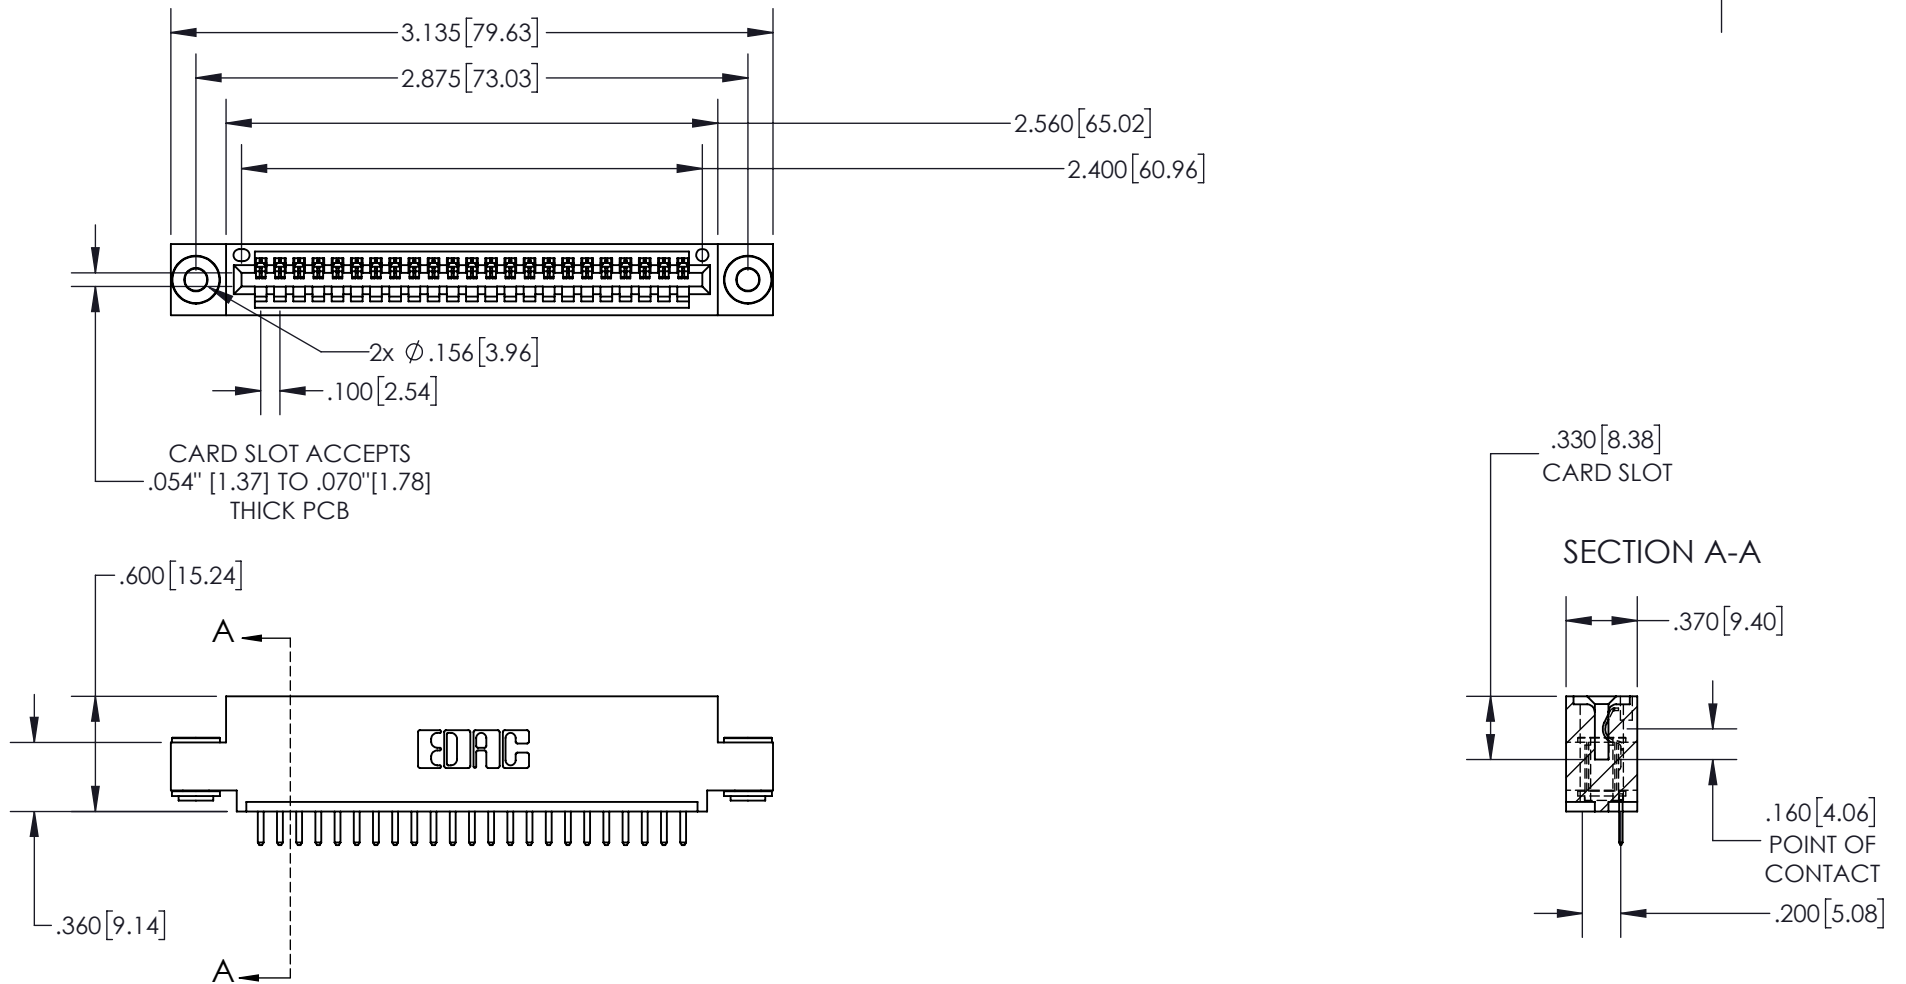 3.135[79.63]
2.875[73.03]
2.560[65.02]
2.400[60.96]
2x Ø.156[3.96]
.100[2.54]
CARD SLOT ACCEPTS
.054" [1.37] TO .070"[1.78]
THICK PCB
.330[8.38]
CARD SLOT
SECTION A-A
.600[15.24]
A
.370[9.40]
EDAC
.160[4.06]
POINT OF
CONTACT
.200[5.08]
.360[9.14]
A